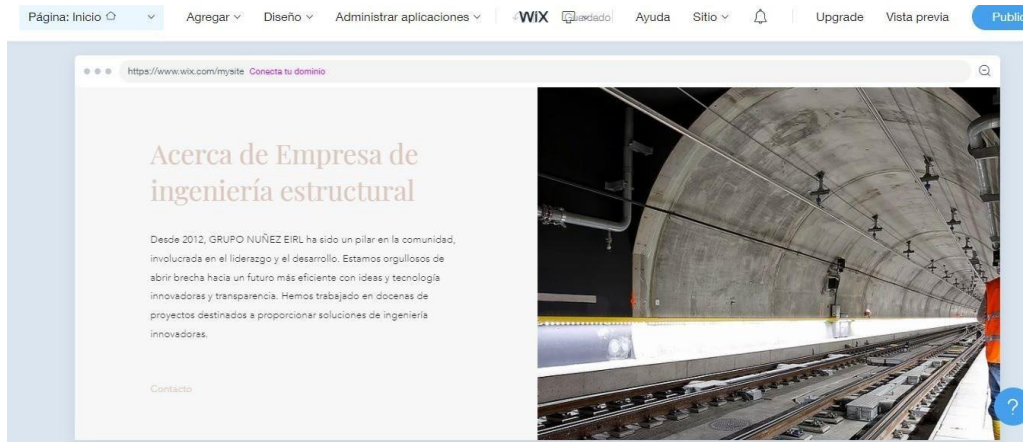 Página: Inicio
Agregar Diseño Administrar aplicaciones WiX Guardado Ayuda Sitio Upgrade Vista previa
https://www.wix.com/mysite Conecta tu dominio
Acerca de Empresa de
ingeniería estructural
Desde 2012, GRUPO NUÑEZ EIRL ha sido un pilar en la comunidad,
involucrada en el liderazgo y el desarrollo. Estamos orgullosos de
abrir brecha hacia un futuro más eficiente con ideas y tecnología
innovadoras y transparencia. Hemos trabajado en docenas de
proyectos destinados a proporcionar soluciones de ingeniería
innovadoras.
Contacto
?